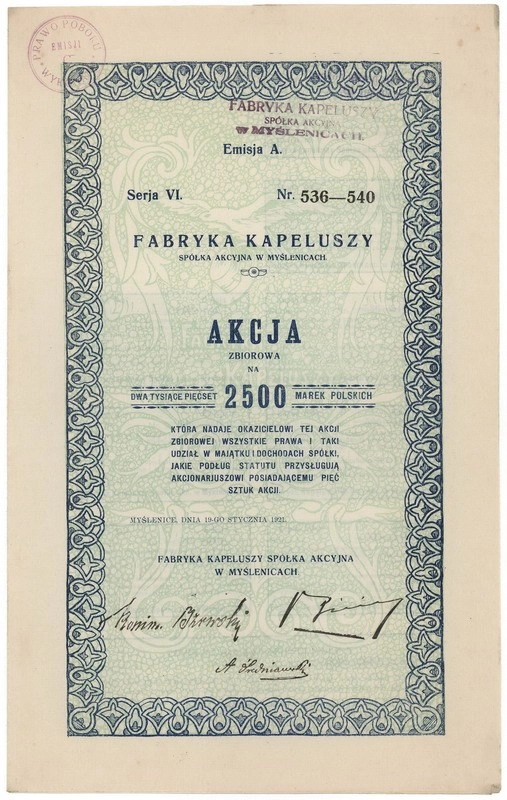 PRAWO POBORU
EMISJI
FABRYKA KAPELUSZY
SPÓŁKA AKCYJNA
W MYŚLENICACH.
Emisja A.
Serja VI. Nr. 536—540
FABRYKA KAPELUSZY
SPÓŁKA AKCYJNA W MYŚLENICACH.
AKCJA
ZBIOROWA
NA
DWA TYSIĄCE PIĘCSET 2500 MAREK POLSKICH
KTÓRA NADAJE OKAZICIELOWI TEJ AKCJI
ZBIOROWEJ WSZYSTKIE PRAWA I TAKI
UDZIAŁ W MAJĄTKU I DOCHODACH SPÓŁKI,
JAKIE PODŁUG STATUTU PRZYSŁUGUJĄ
AKCJONARJUSZOWI POSIADAJĄCEMU PIĘĆ
SZTUK AKCJI.
MYŚLENICE, DNIA 19-GO STYCZNIA 1921.
FABRYKA KAPELUSZY SPÓŁKA AKCYJNA
W MYŚLENICACH.
A Średniawski